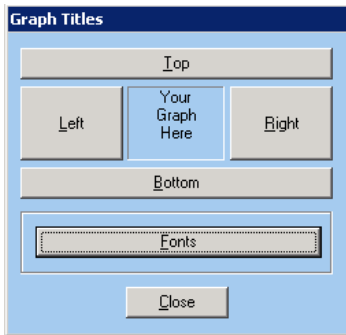 Graph Titles
Top
Left
Your
Graph
Here
Right
Bottom
Fonts
Close